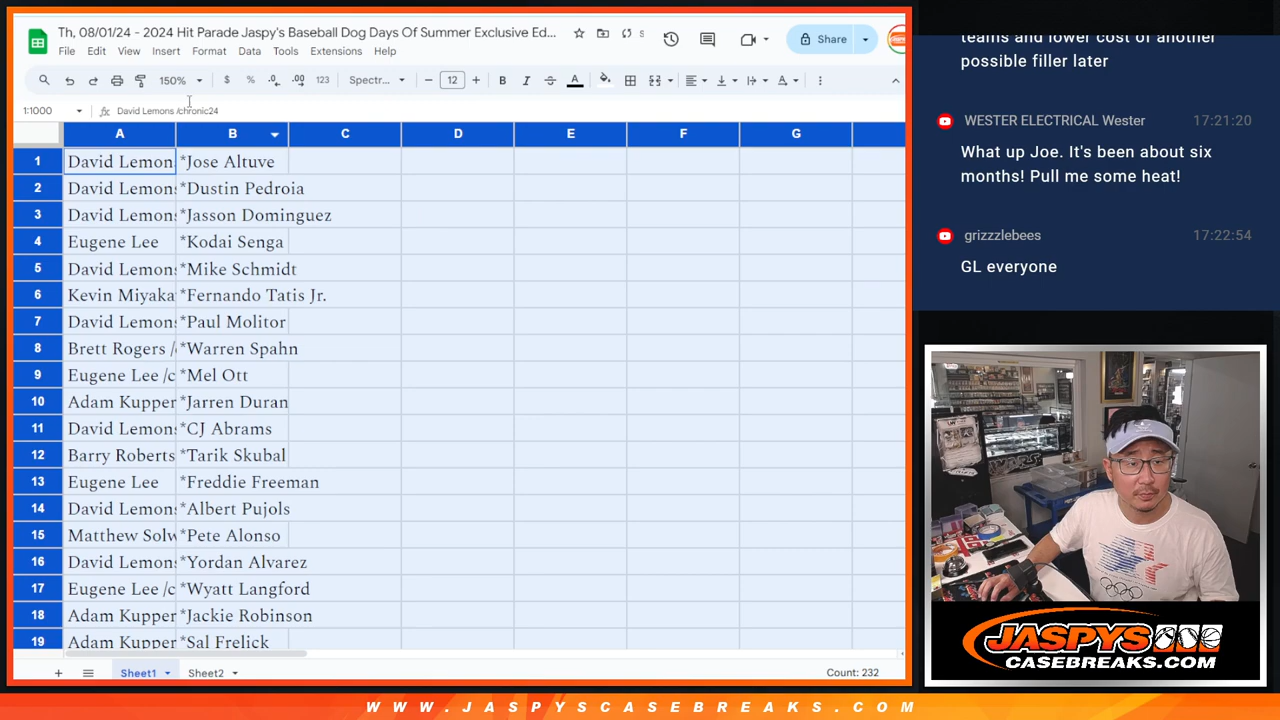 Th, 08/01/24 - 2024 Hit Parade Jaspy's Baseball Dog Days Of Summer Exclusive Ed...
File Edit View Insert Format Data Tools Extensions Help
Share
150% $ % .0 .00 123 Spectr... 12 B I A
1:1000 fx David Lemons /chronic24
A B C D E F G
1 David Lemons *Jose Altuve
2 David Lemons *Dustin Pedroia
3 David Lemons *Jasson Dominguez
4 Eugene Lee *Kodai Senga
5 David Lemons *Mike Schmidt
6 Kevin Miyaka *Fernando Tatis Jr.
7 David Lemons *Paul Molitor
8 Brett Rogers / *Warren Spahn
9 Eugene Lee /c *Mel Ott
10 Adam Kupper *Jarren Duran
11 David Lemons *CJ Abrams
12 Barry Roberts *Tarik Skubal
13 Eugene Lee *Freddie Freeman
14 David Lemons *Albert Pujols
15 Matthew Solw *Pete Alonso
16 David Lemons *Yordan Alvarez
17 Eugene Lee /c *Wyatt Langford
18 Adam Kupper *Jackie Robinson
19 Adam Kupper *Sal Frelick
Sheet1 Sheet2 Count: 232
teams and lower cost of another
possible filler later
WESTER ELECTRICAL Wester 17:21:20
What up Joe. It's been about six
months! Pull me some heat!
grizzzlebees 17:22:54
GL everyone
JASPYS
CASEBREAKS.COM
WWW.JASPYSCASEBREAKS.COM